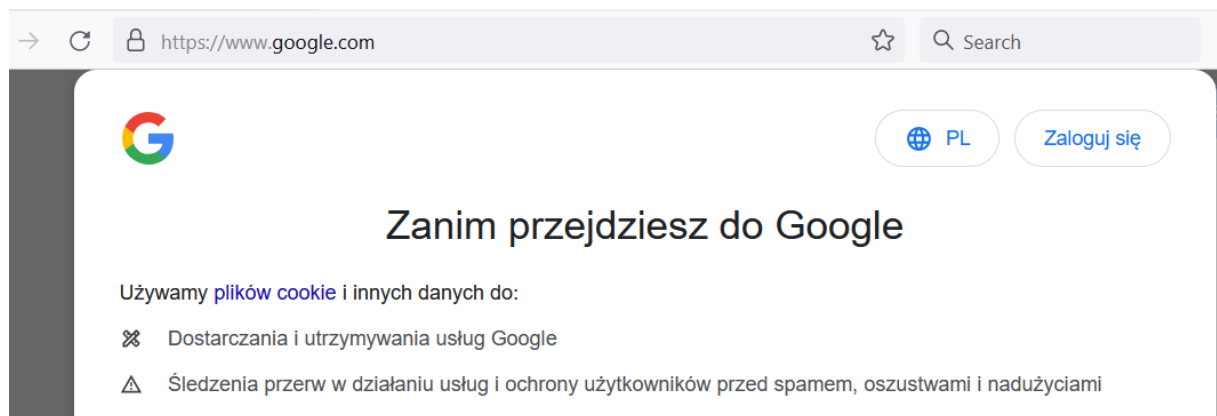 https://www.google.com
Search
PL
Zaloguj się
Zanim przejdziesz do Google
Używamy plików cookie i innych danych do:
Dostarczania i utrzymywania usług Google
Śledzenia przerw w działaniu usług i ochrony użytkowników przed spamem, oszustwami i nadużyciami